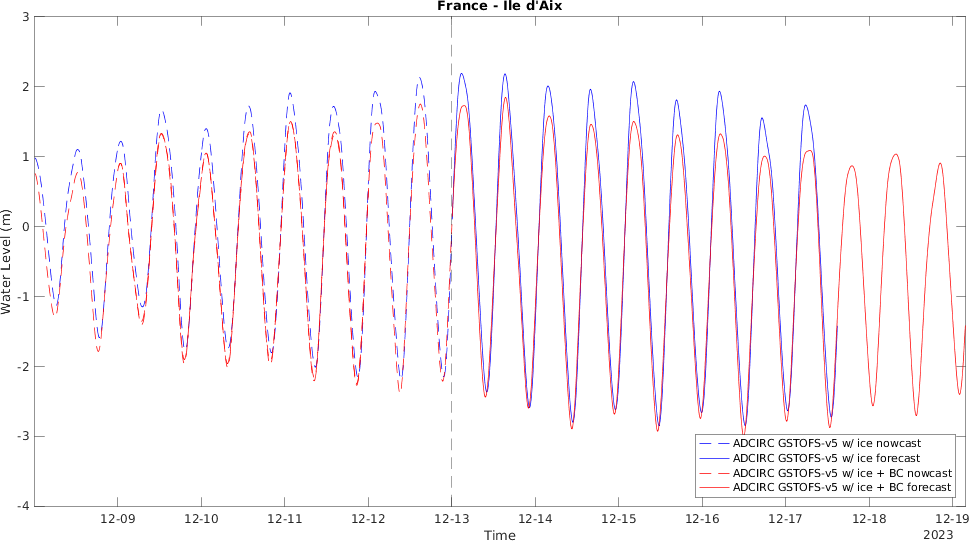 France - Ile d'Aix
3
2
1
0
-1
-2
-3
-4
Water Level (m)
ADCIRC GSTOFS-v5 w/ ice nowcast
ADCIRC GSTOFS-v5 w/ ice forecast
ADCIRC GSTOFS-v5 w/ ice + BC nowcast
ADCIRC GSTOFS-v5 w/ ice + BC forecast
12-09 12-10 12-11 12-12 12-13 12-14 12-15 12-16 12-17 12-18 12-19
Time
2023